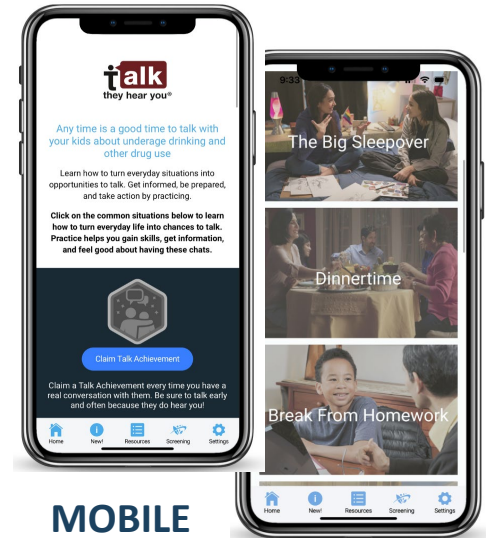 talk
they hear you®
Any time is a good time to talk with
your kids about underage drinking and
other drug use
Learn how to turn everyday situations into
opportunities to talk. Get informed, be prepared,
and take action by practicing.
Click on the common situations below to learn
how to turn everyday life into chances to talk.
Practice helps you gain skills, get information,
and feel good about having these chats.
Claim Talk Achievement
Claim a Talk Achievement every time you have a
real conversation with them. Be sure to talk early
and often because they do hear you!
Home New! Resources Screening Settings
9:33
The Big Sleepover
Dinnertime
Break From Homework
Home New! Resources Screening Settings
MOBILE